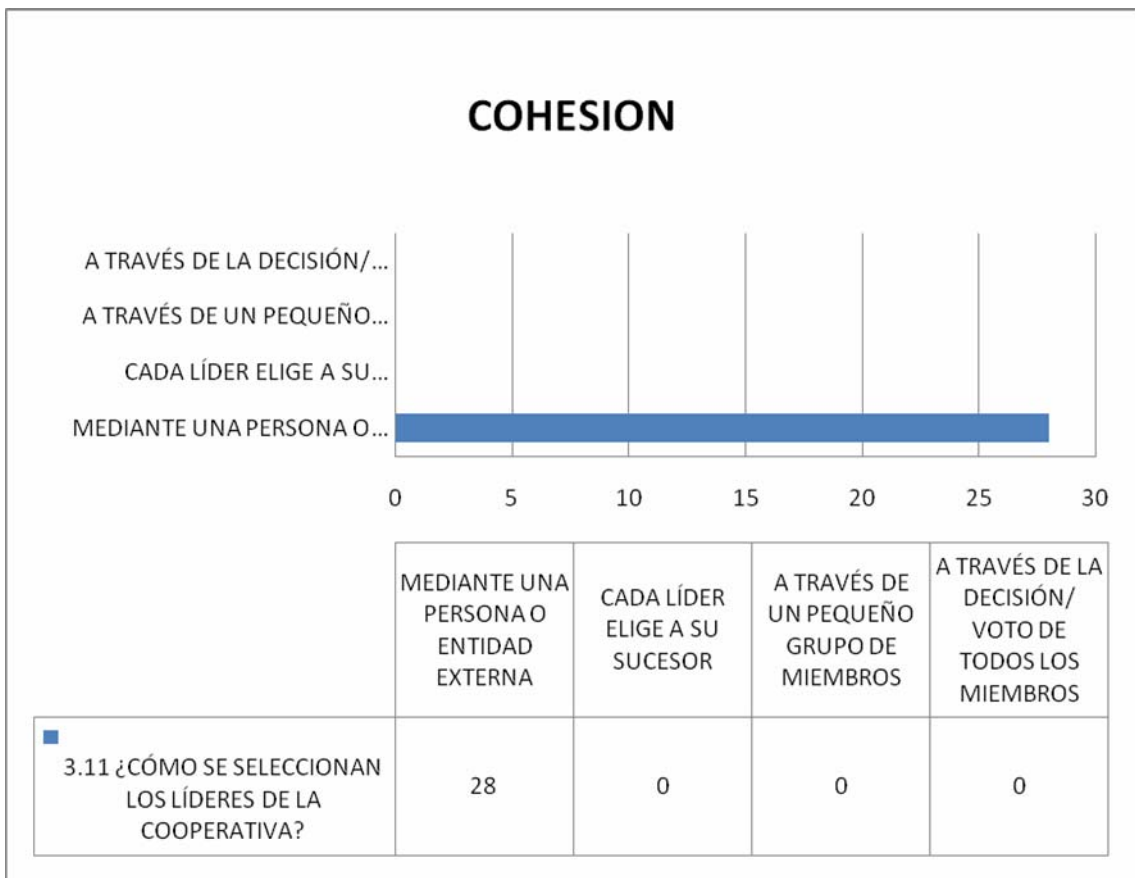 COHESION
A TRAVÉS DE LA DECISIÓN/...
A TRAVÉS DE UN PEQUEÑO...
CADA LÍDER ELIGE A SU...
MEDIANTE UNA PERSONA O...
0 5 10 15 20 25 30
MEDIANTE UNA
PERSONA O
ENTIDAD
EXTERNA
CADA LÍDER
ELIGE A SU
SUCESOR
A TRAVÉS DE
UN PEQUEÑO
GRUPO DE
MIEMBROS
A TRAVÉS DE LA
DECISIÓN/
VOTO DE
TODOS LOS
MIEMBROS
3.11 ¿CÓMO SE SELECCIONAN
LOS LÍDERES DE LA
COOPERATIVA?
28 0 0 0